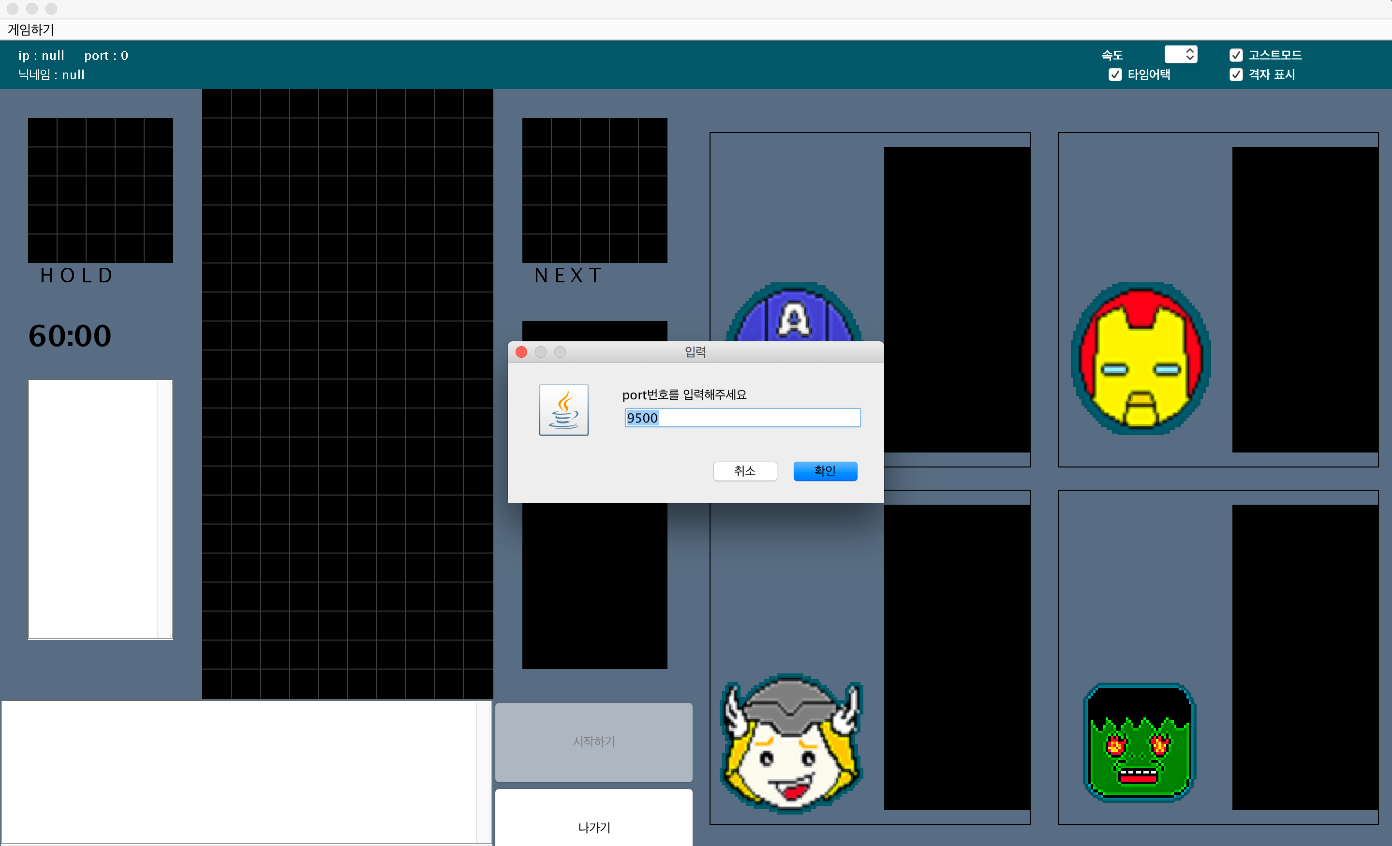 게임하기
ip : null port : 0
닉네임 : null
속도
고스트모드
타임어택
격자 표시
HOLD
NEXT
60:00
A
입력
port번호를 입력해주세요
9500
취소
확인
시작하기
나가기